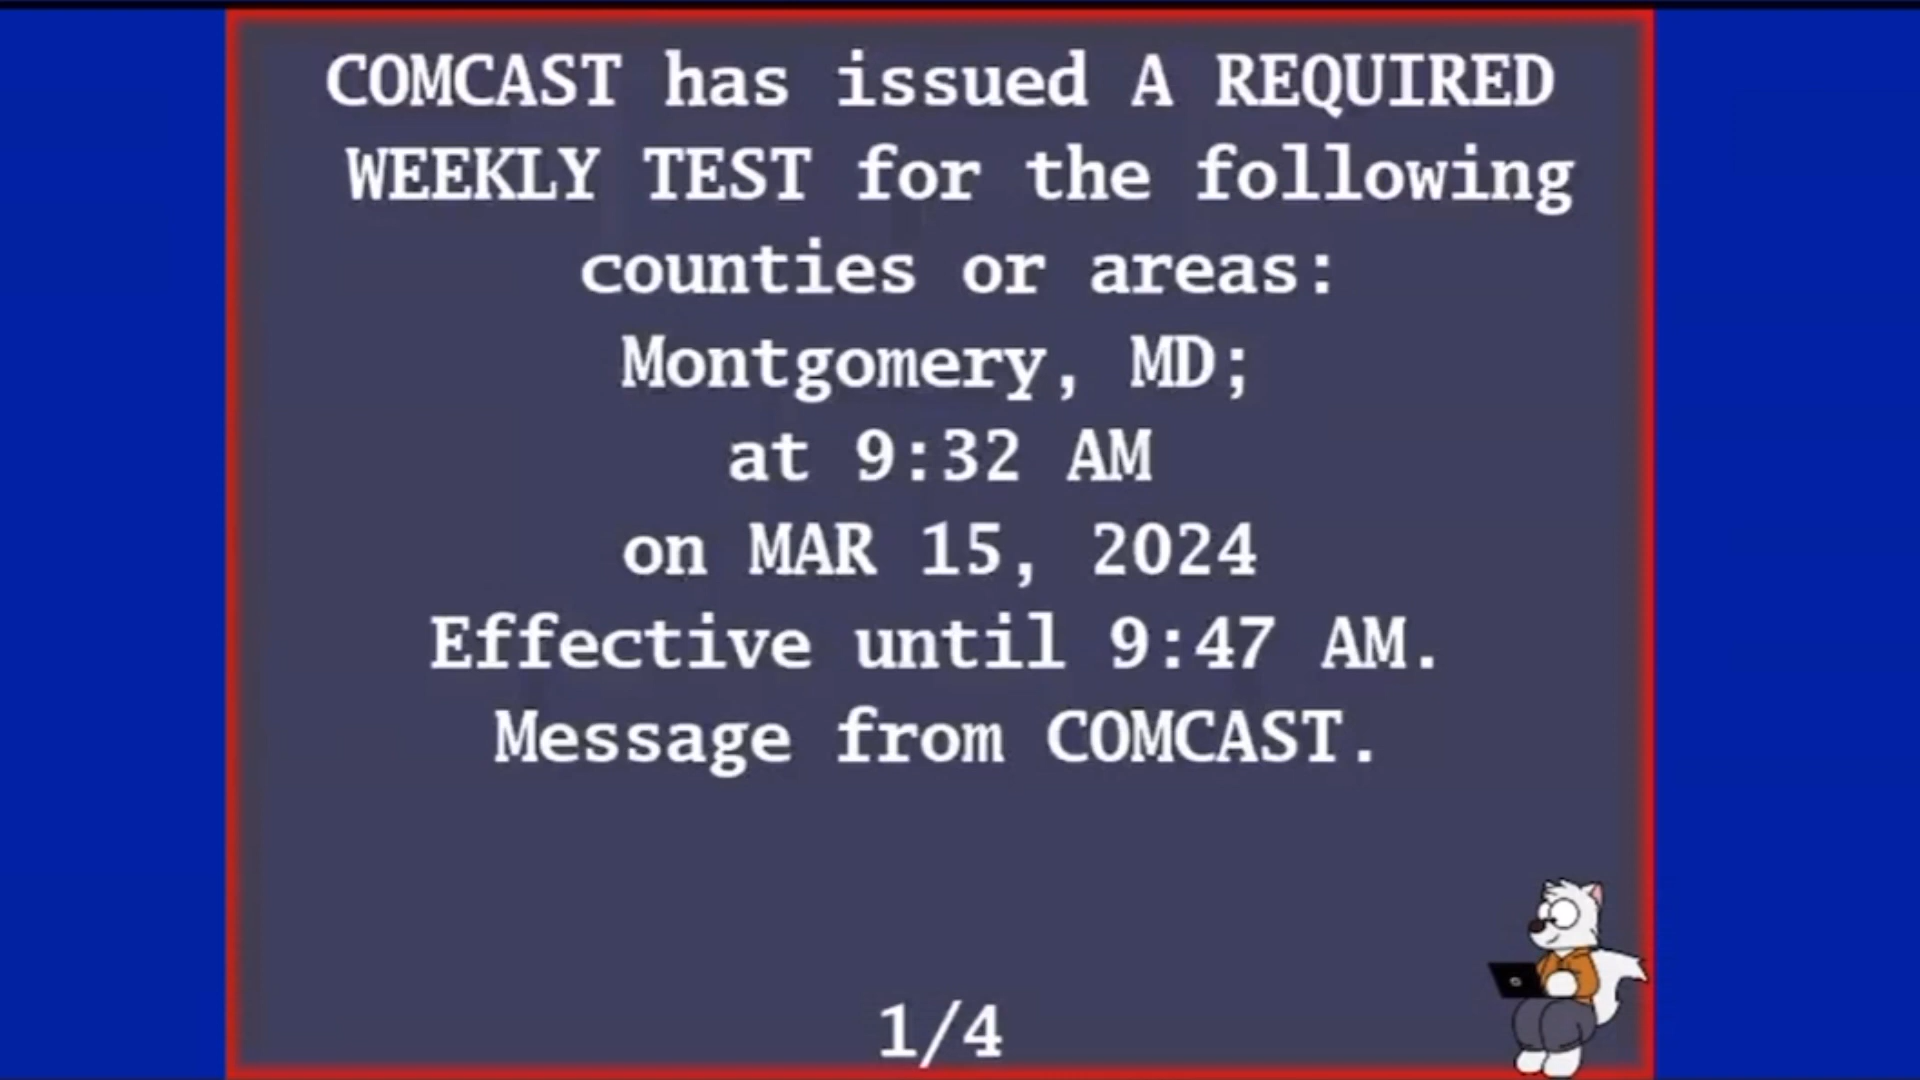 COMCAST has issued A REQUIRED
WEEKLY TEST for the following
counties or areas:
Montgomery, MD;
at 9:32 AM
on MAR 15, 2024
Effective until 9:47 AM.
Message from COMCAST.
1/4